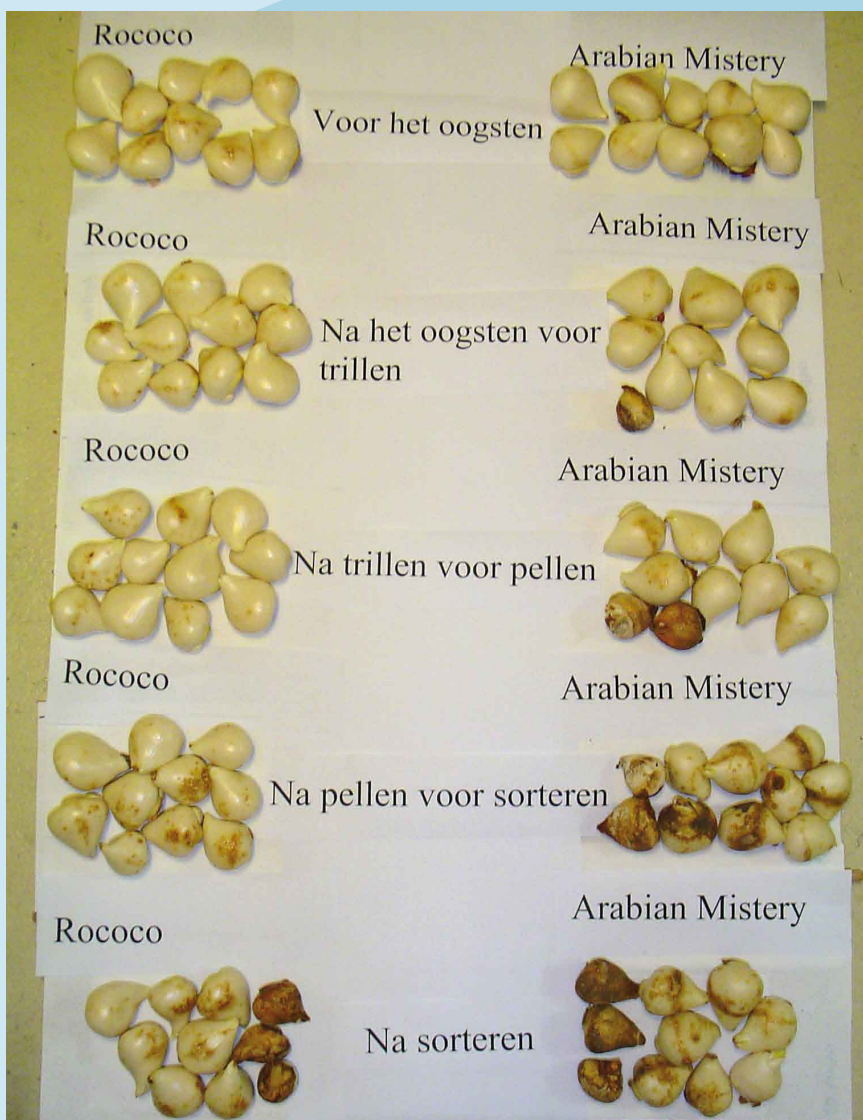 Rococo
Arabian Mistery
Voor het oogsten
Rococo
Arabian Mistery
Na het oogsten voor
trillen
Rococo
Arabian Mistery
Na trillen voor pellen
Rococo
Arabian Mistery
Na pellen voor sorteren
Rococo
Arabian Mistery
Na sorteren